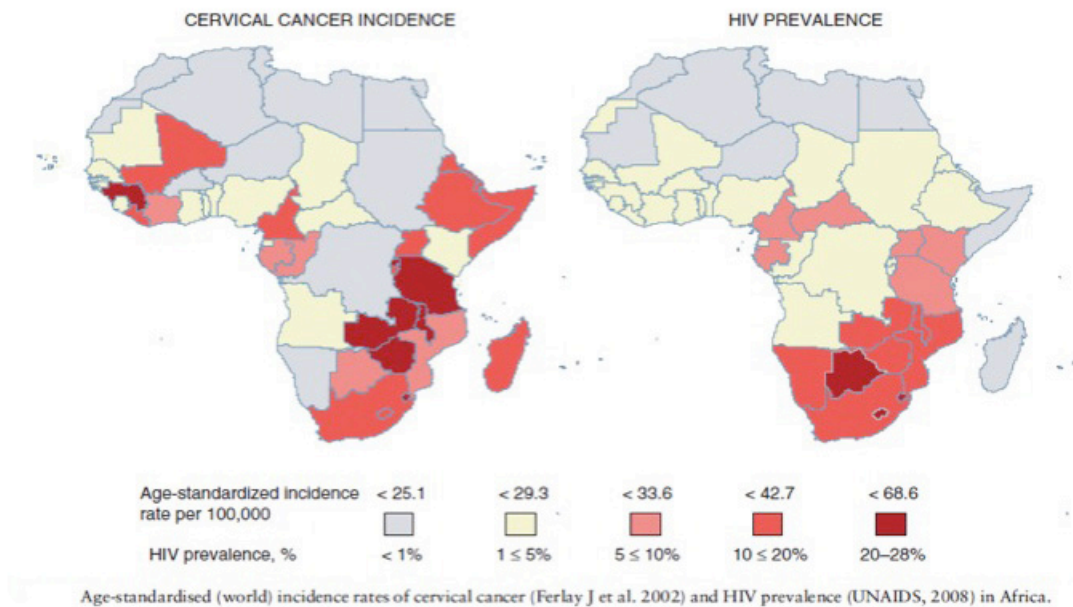 CERVICAL CANCER INCIDENCE
HIV PREVALENCE
Age-standardized incidence rate per 100,000
< 25.1
< 29.3
< 33.6
< 42.7
< 68.6
HIV prevalence, %
< 1%
1 ≤ 5%
5 ≤ 10%
10 ≤ 20%
20–28%
Age-standardised (world) incidence rates of cervical cancer (Ferlay J et al. 2002) and HIV prevalence (UNAIDS, 2008) in Africa.